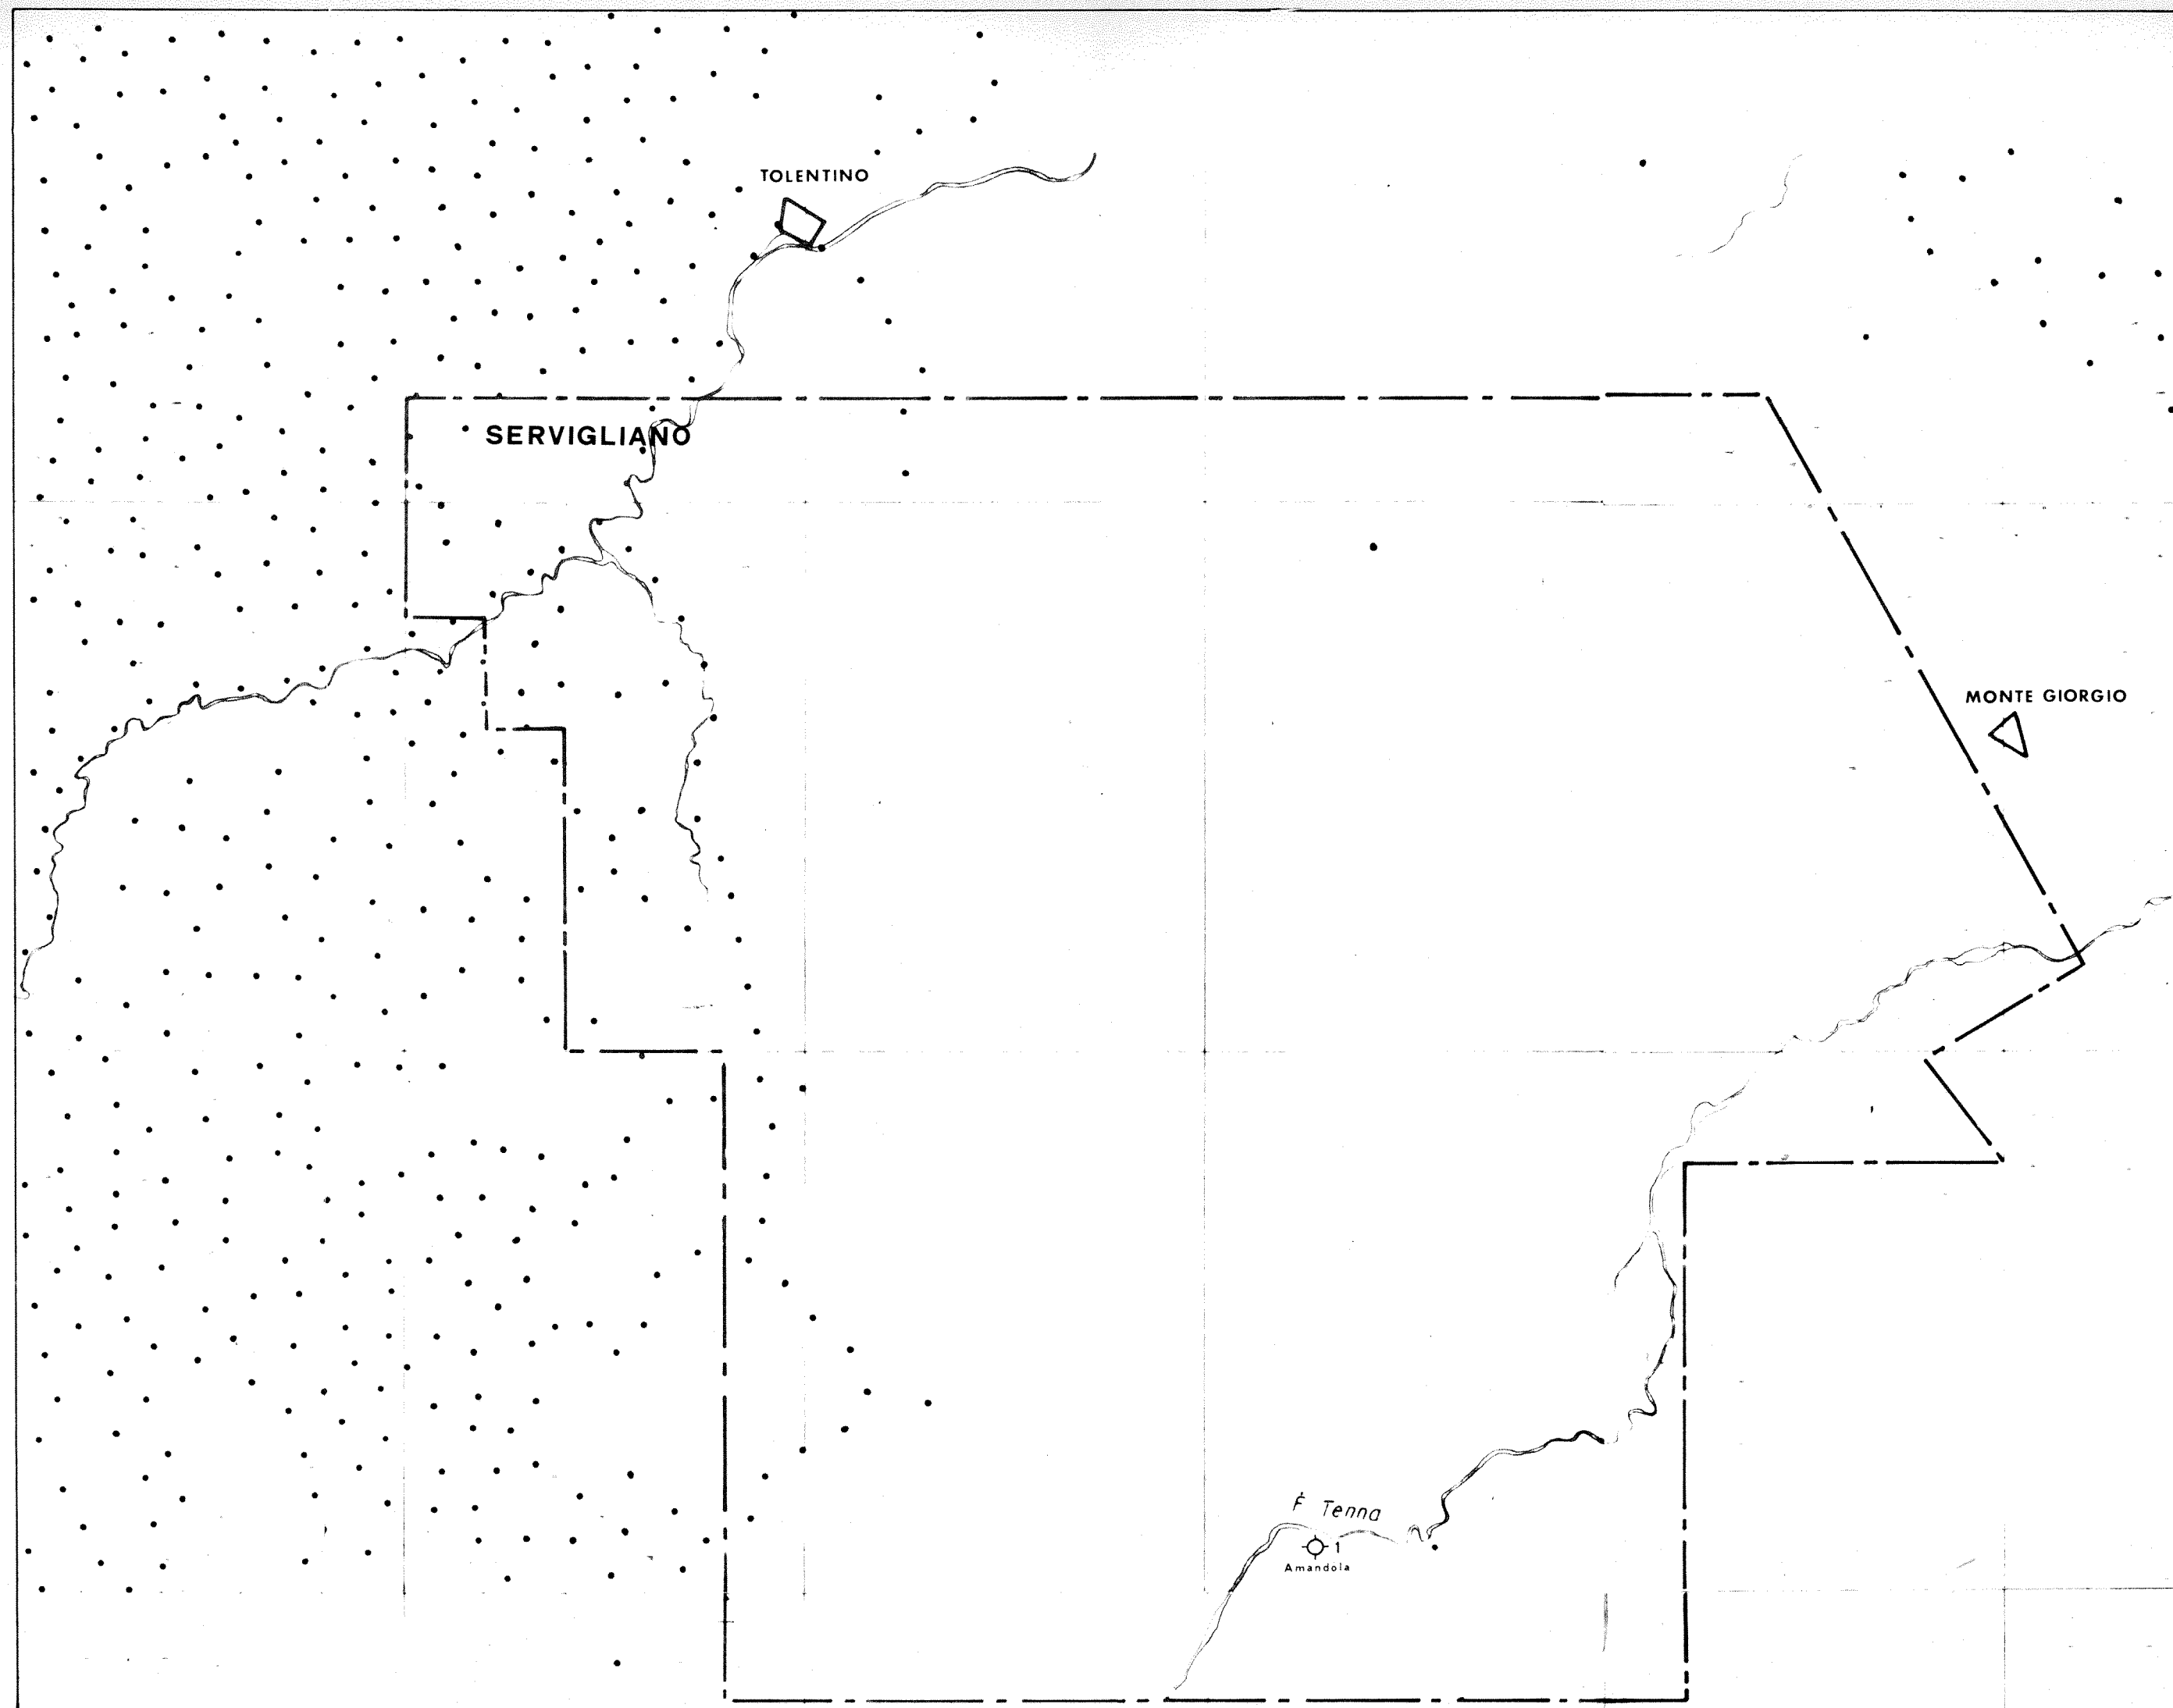 TOLENTINO
SERVIGLIANO
MONTE GIORGIO
F Tenna
1
Amandola